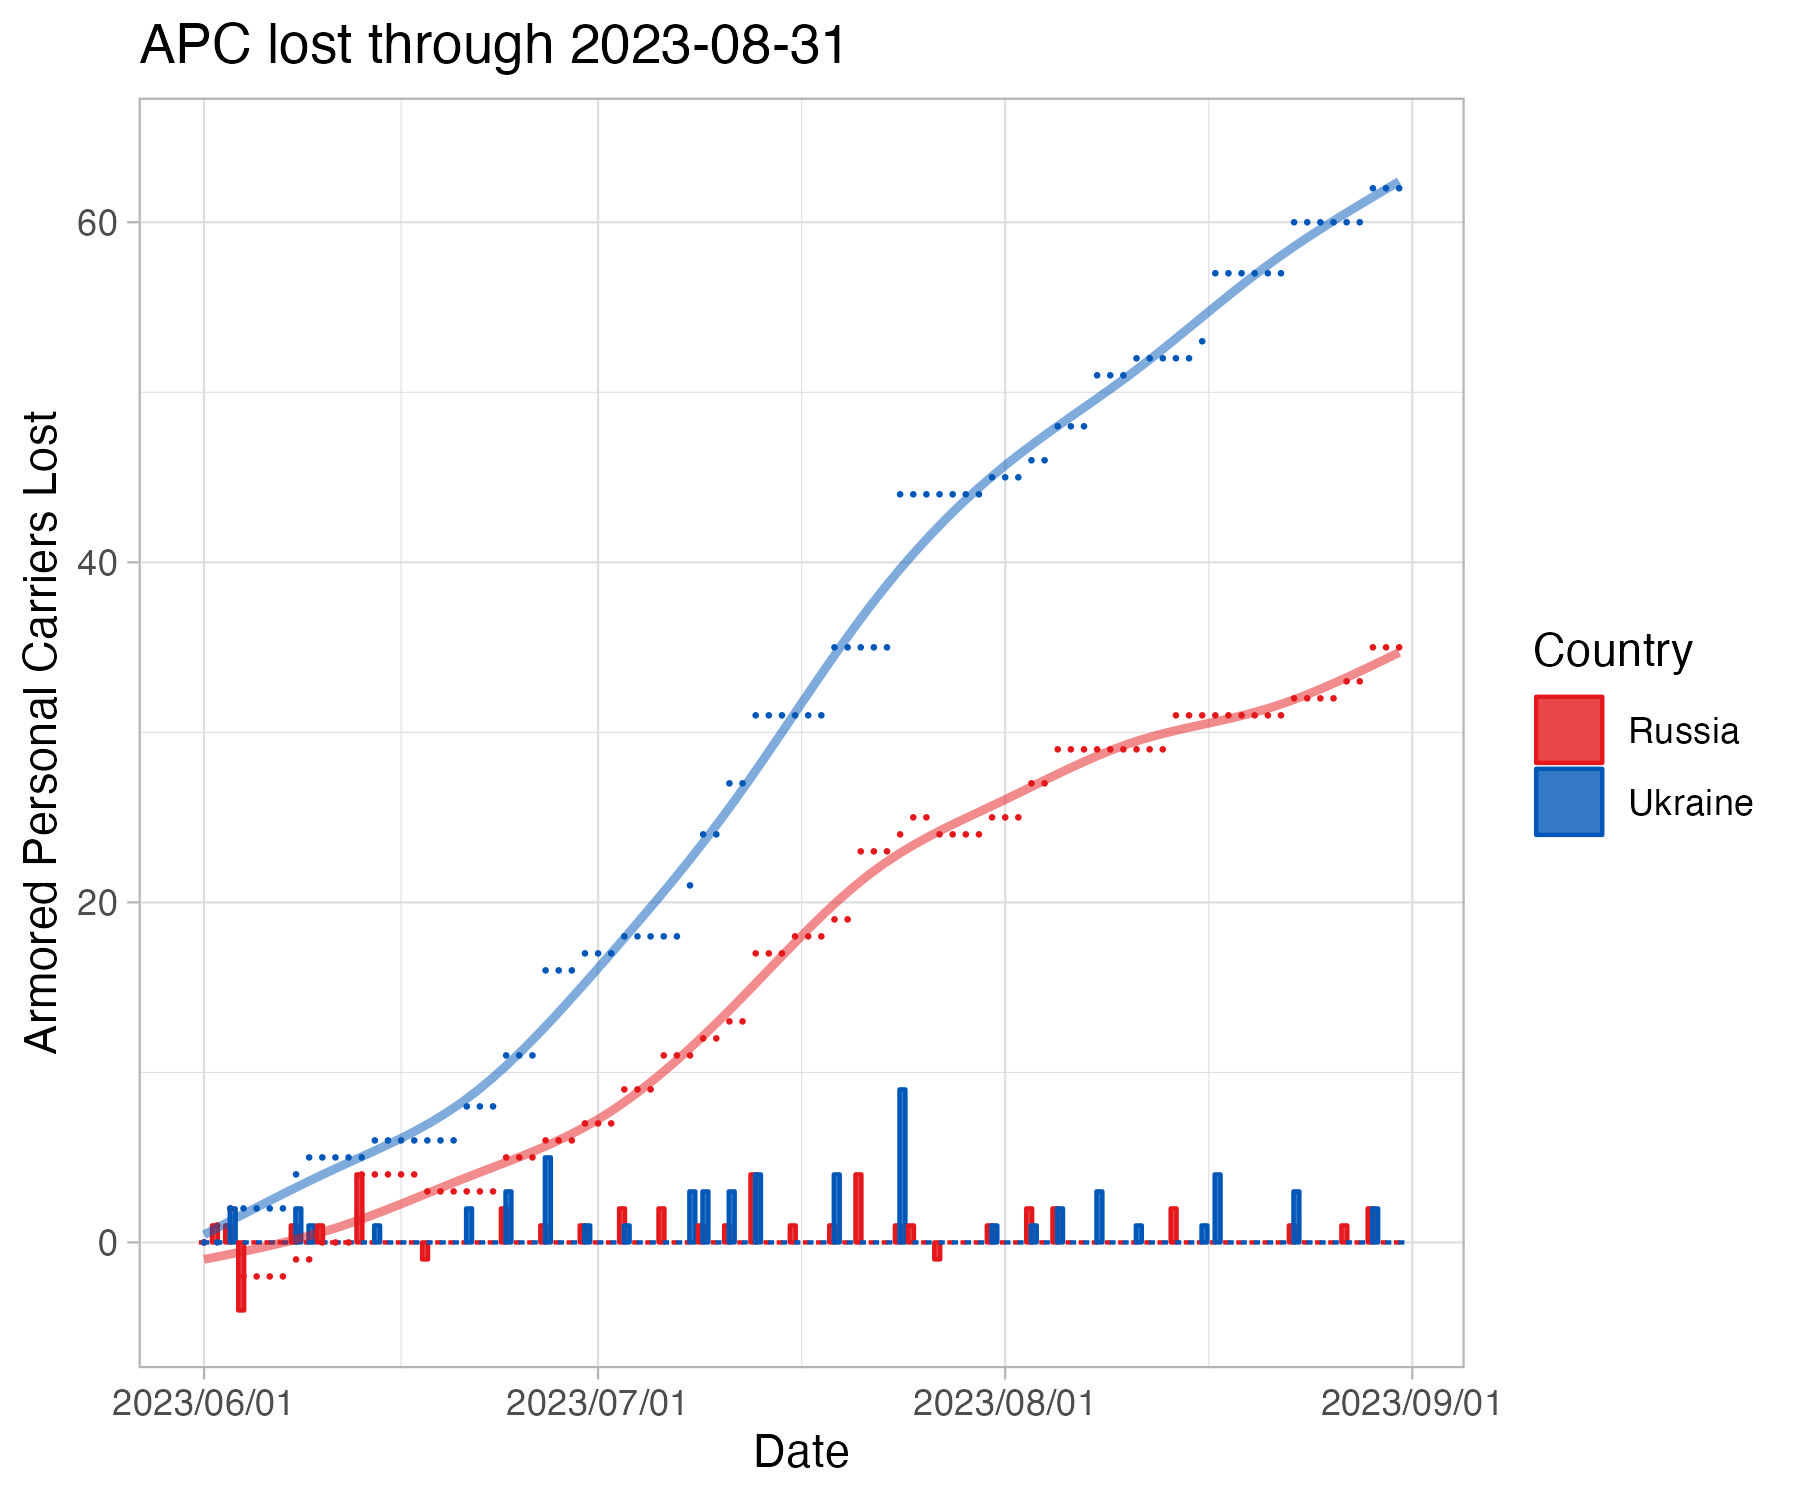 APC lost through 2023-08-31
Armored Personal Carriers Lost
60
40
20
0
2023/06/01
2023/07/01
2023/08/01
2023/09/01
Date
Country
Russia
Ukraine